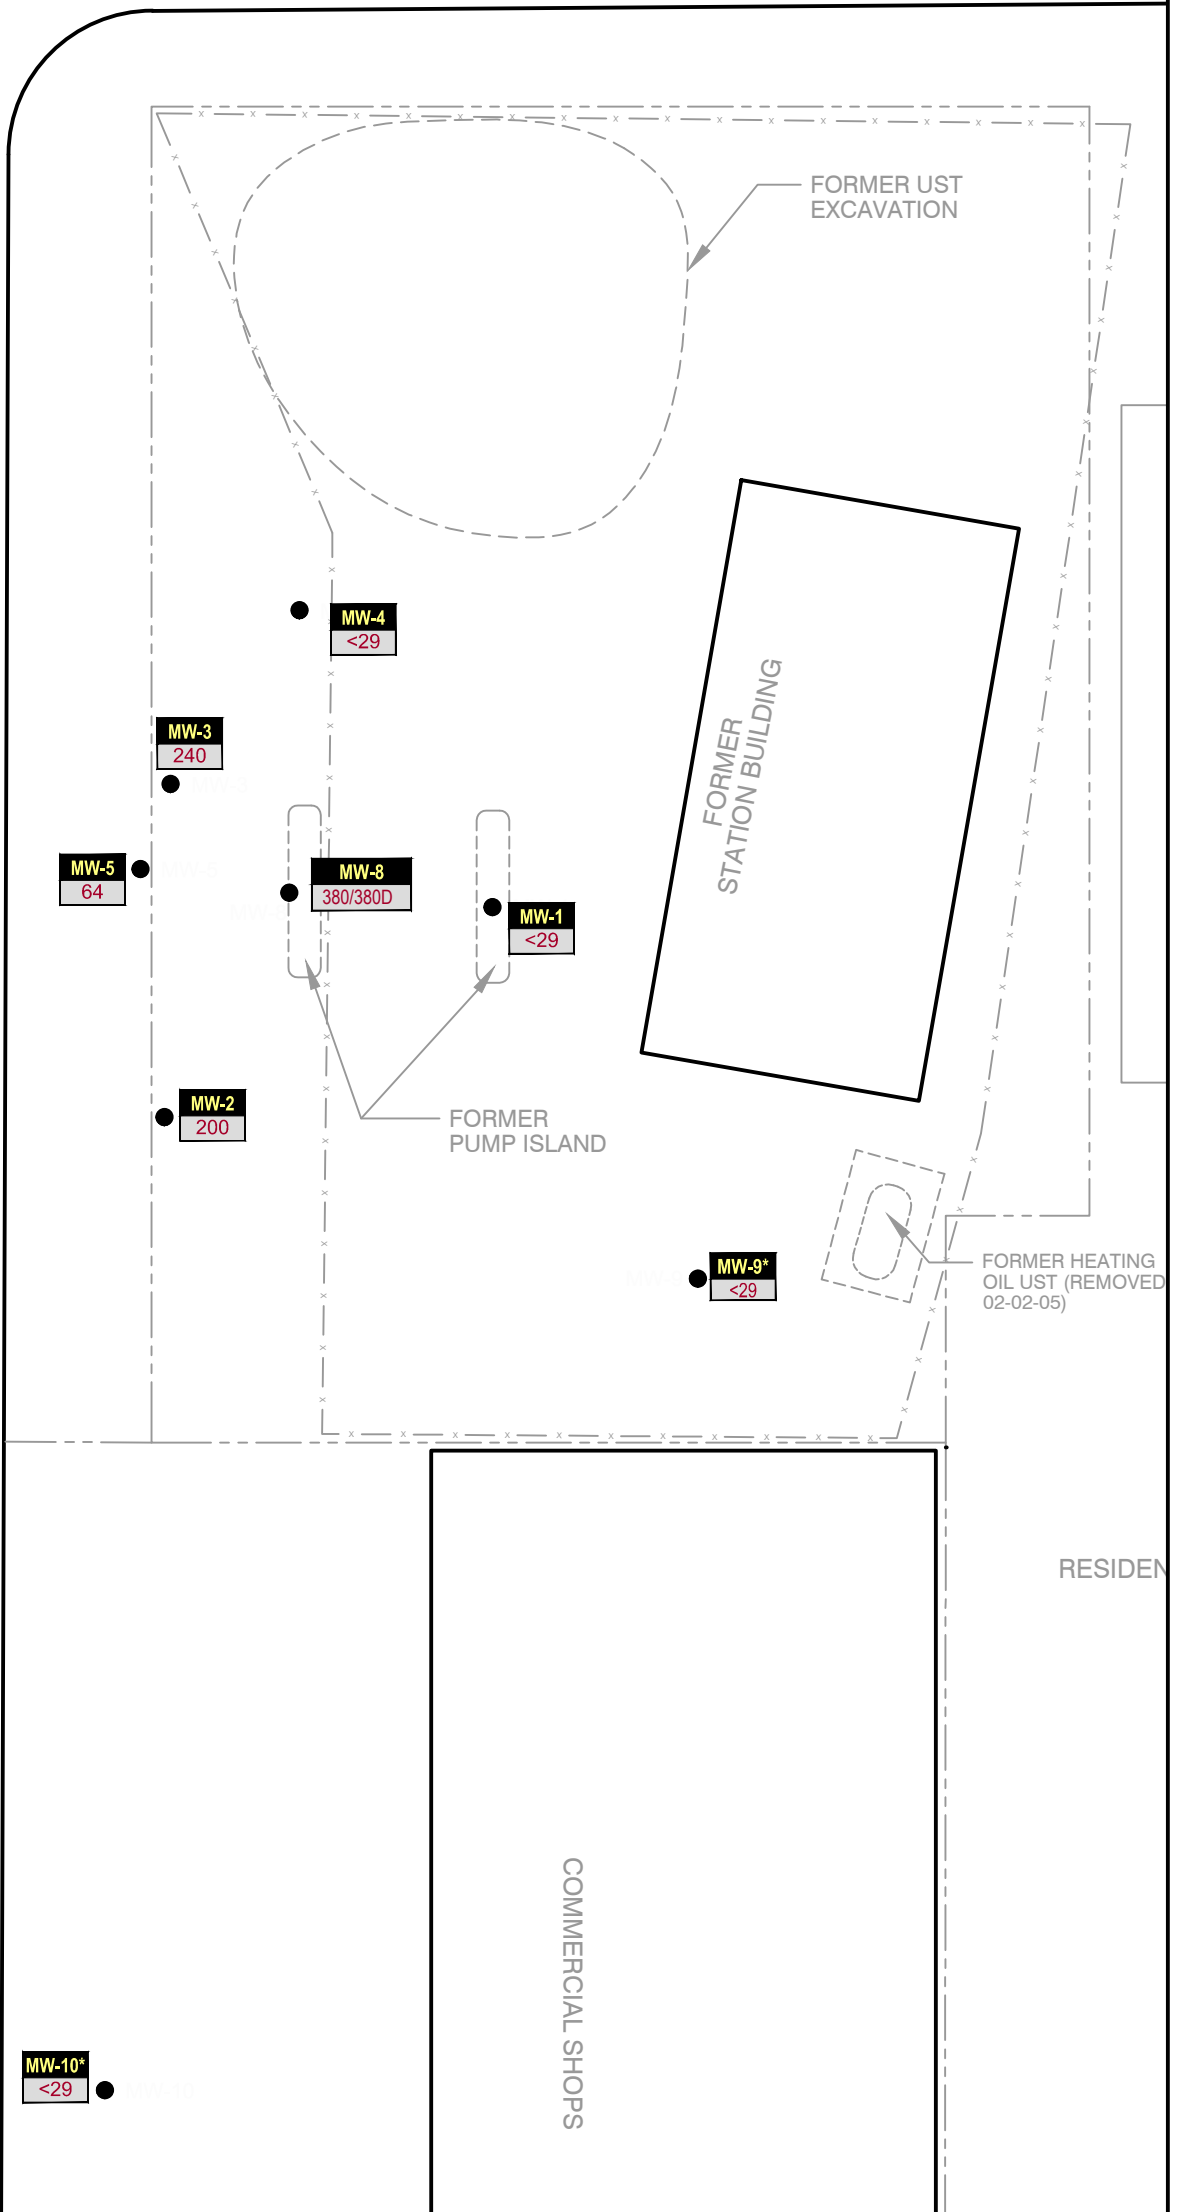 FORMER UST
EXCAVATION
MW-4
<29
FORMER
STATION BUILDING
MW-3
240
MW-5
64
MW-8
380/380D
MW-1
<29
MW-2
200
FORMER
PUMP ISLAND
MW-9*
<29
FORMER HEATING
OIL UST (REMOVED
02-02-05)
RESIDEN
COMMERCIAL SHOPS
MW-10*
<29